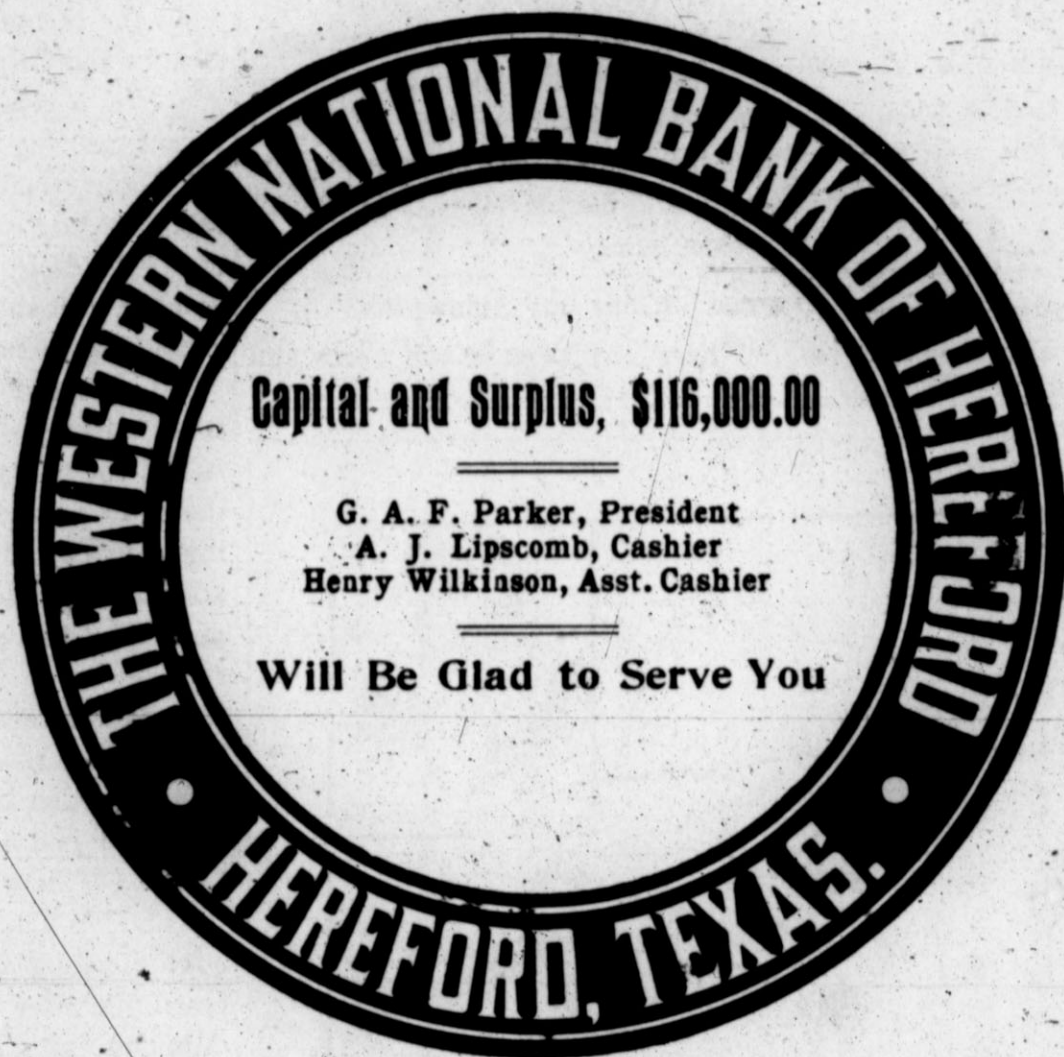 THE WESTERN NATIONAL BANK OF HEREFORD
Capital and Surplus, $116,000.00
G. A. F. Parker, President
A. J. Lipscomb, Cashier
Henry Wilkinson, Asst. Cashier
Will Be Glad to Serve You
HEREFORD, TEXAS.